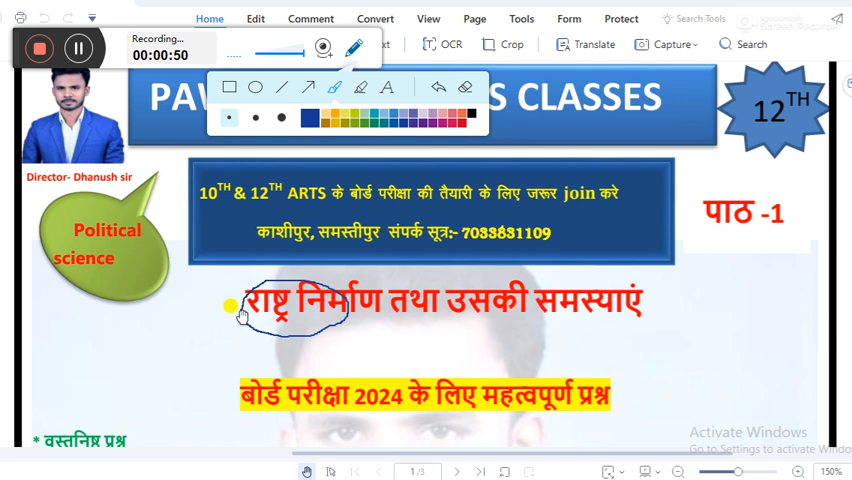 Home Edit Comment Convert View Page Tools Form Protect Search Tools
Recording...
00:00:50
OCR Crop Translate Capture Search
S CLASSES
12TH
Director- Dhanush sir
10TH & 12TH ARTS के बोर्ड परीक्षा की तैयारी के लिए जरूर join करे
काशीपुर, समस्तीपुर संपर्क सूत्र:- 7033831109
पाठ -1
Political
science
राष्ट्र निर्माण तथा उसकी समस्याएं
बोर्ड परीक्षा 2024 के लिए महत्वपूर्ण प्रश्न
* वस्तुनिष्ठ प्रश्न
Activate Windows
Go to Settings to activate Windo
1 /3
150%